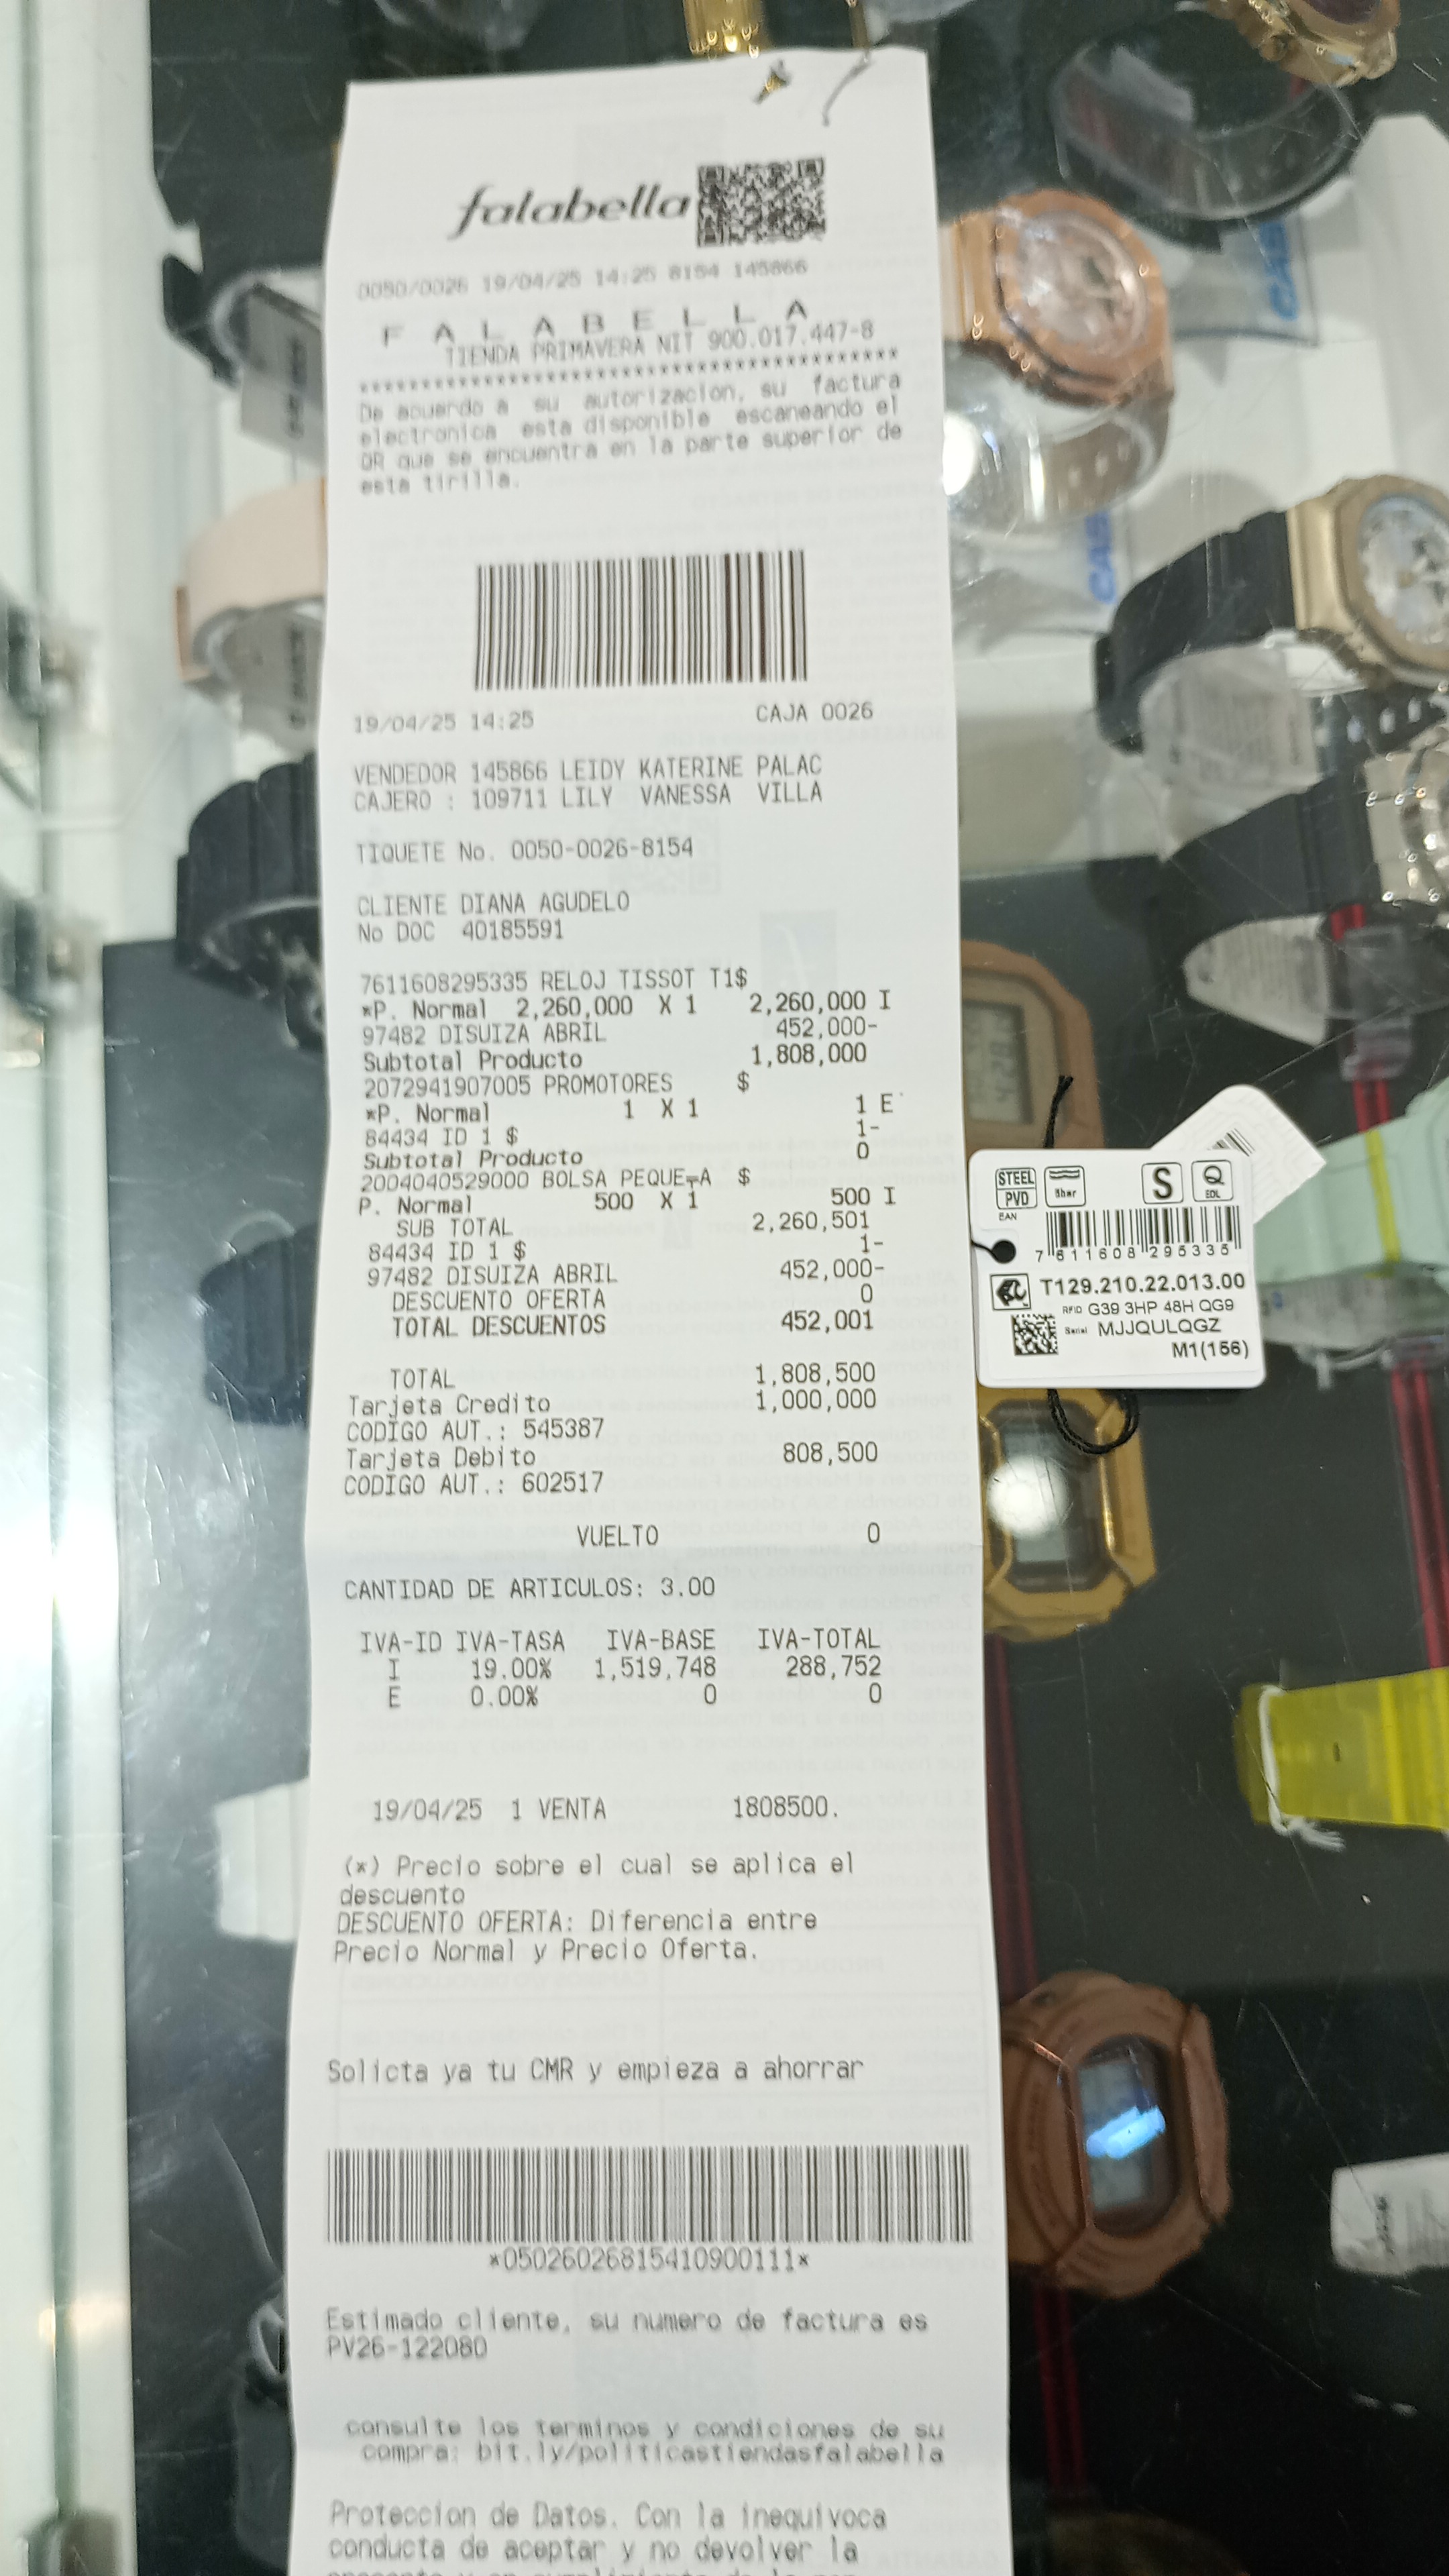 falabella
0050/0026 19/04/25 14:25 8154 145866
F A L A B E L L A
TIENDA PRIMAVERA NIT 900.017.447-8
******************************************
De acuerdo a su autorizacion, su factura
electronica esta disponible escaneando el
QR que se encuentra en la parte superior de
esta tirilla.
19/04/25 14:25 CAJA 0026
VENDEDOR 145866 LEIDY KATERINE PALAC
CAJERO : 109711 LILY VANESSA VILLA
TIQUETE No. 0050-0026-8154
CLIENTE DIANA AGUDELO
No DOC 40185591
7611608295335 RELOJ TISSOT T1$
*P. Normal 2,260,000 X 1 2,260,000 I
97482 DISUIZA ABRIL 452,000-
Subtotal Producto 1,808,000
2072941907005 PROMOTORES $
*P. Normal 1 X 1 1 E
84434 ID 1 $ 1-
Subtotal Producto 0
2004040529000 BOLSA PEQUE¬A $
P. Normal 500 X 1 500 I
SUB TOTAL 2,260,501
84434 ID 1 $ 1-
97482 DISUIZA ABRIL 452,000-
DESCUENTO OFERTA 0
TOTAL DESCUENTOS 452,001
TOTAL 1,808,500
Tarjeta Credito 1,000,000
CODIGO AUT.: 545387
Tarjeta Debito 808,500
CODIGO AUT.: 602517
VUELTO 0
CANTIDAD DE ARTICULOS: 3.00
IVA-ID IVA-TASA IVA-BASE IVA-TOTAL
I 19.00% 1,519,748 288,752
E 0.00% 0 0
19/04/25 1 VENTA 1808500.
(*) Precio sobre el cual se aplica el
descuento
DESCUENTO OFERTA: Diferencia entre
Precio Normal y Precio Oferta.
Solicta ya tu CMR y empieza a ahorrar
*05026026815410900111*
Estimado cliente, su numero de factura es
PV26-122080
consulte los terminos y condiciones de su
compra: bit.ly/politicastiendasfalabella
Proteccion de Datos. Con la inequivoca
conducta de aceptar y no devolver la
STEEL
PVD
5bar
S
Q
EOL
EAN
7 611608 295335
T129.210.22.013.00
RFID G39 3HP 48H QG9
Serial MJJQULQGZ
M1(156)
CASIO